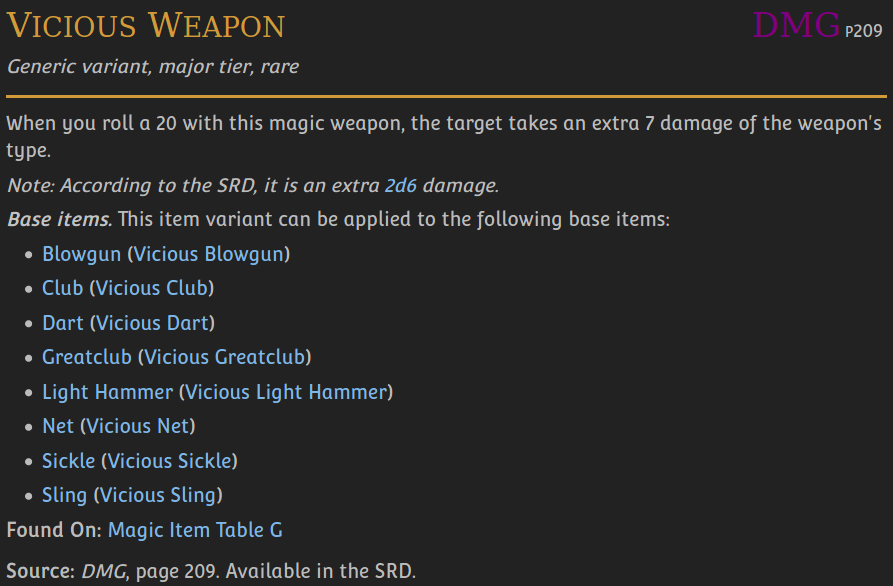 Vicious Weapon DMG P209
Generic variant, major tier, rare
When you roll a 20 with this magic weapon, the target takes an extra 7 damage of the weapon's
type.
Note: According to the SRD, it is an extra 2d6 damage.
Base items. This item variant can be applied to the following base items:
• Blowgun (Vicious Blowgun)
• Club (Vicious Club)
• Dart (Vicious Dart)
• Greatclub (Vicious Greatclub)
• Light Hammer (Vicious Light Hammer)
• Net (Vicious Net)
• Sickle (Vicious Sickle)
• Sling (Vicious Sling)
Found On: Magic Item Table G
Source: DMG, page 209. Available in the SRD.